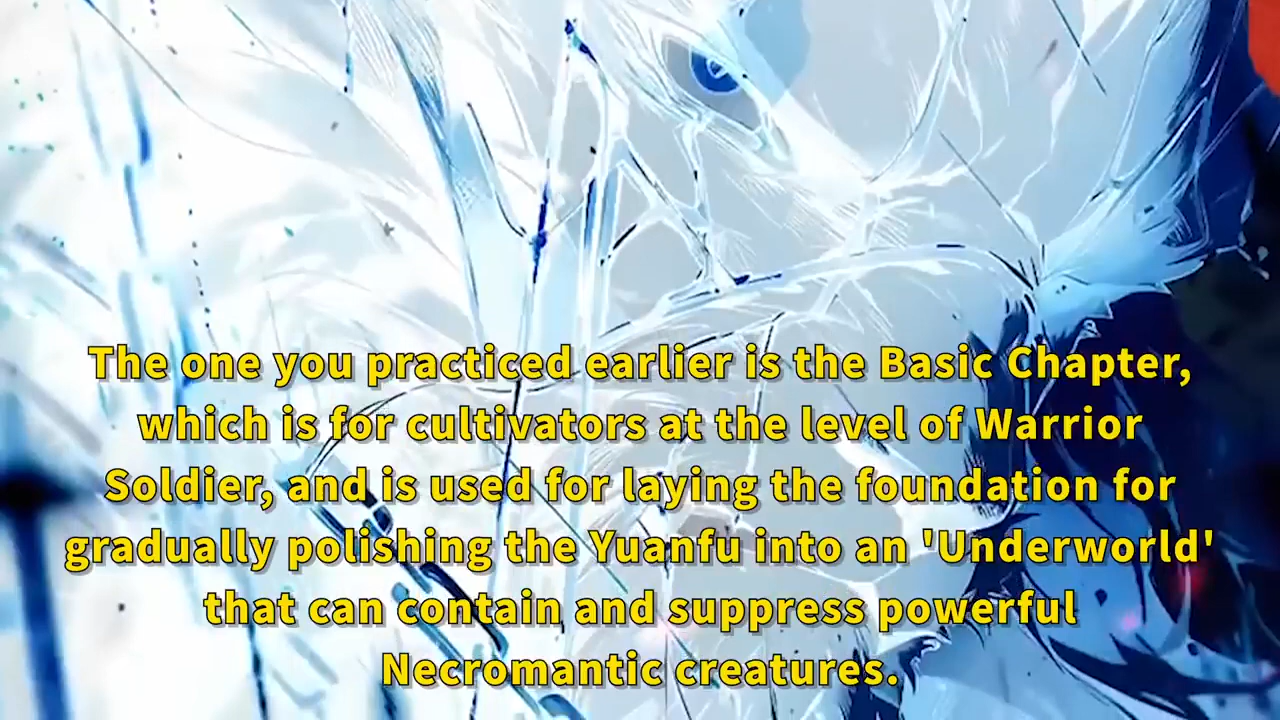 The one you practiced earlier is the Basic Chapter,
which is for cultivators at the level of Warrior
Soldier, and is used for laying the foundation for
gradually polishing the Yuanfu into an 'Underworld'
that can contain and suppress powerful
Necromantic creatures.